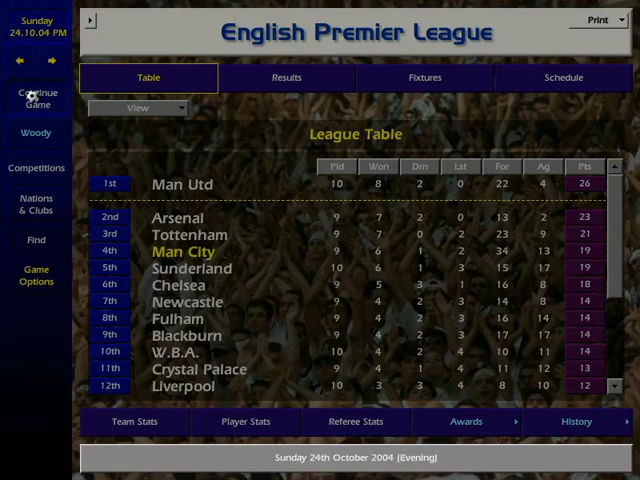 Sunday
24.10.04 PM
Print
English Premier League
Table
Results
Fixtures
Schedule
Continue
Game
View
Woody
League Table
Competitions
Pld Won Drn Lst For Ag Pts
1st Man Utd 10 8 2 0 22 4 26
Nations
& Clubs
2nd Arsenal 9 7 2 0 13 2 23
3rd Tottenham 9 7 0 2 23 9 21
Find
4th Man City 9 6 1 2 34 13 19
5th Sunderland 10 6 1 3 15 17 19
Game
Options
6th Chelsea 9 5 3 1 16 8 18
7th Newcastle 9 4 2 3 14 8 14
8th Fulham 9 4 2 3 16 14 14
9th Blackburn 9 4 2 3 17 17 14
10th W.B.A. 10 4 2 4 10 11 14
11th Crystal Palace 9 4 1 4 11 12 13
12th Liverpool 10 3 3 4 8 10 12
Team Stats
Player Stats
Referee Stats
Awards
History
Sunday 24th October 2004 (Evening)